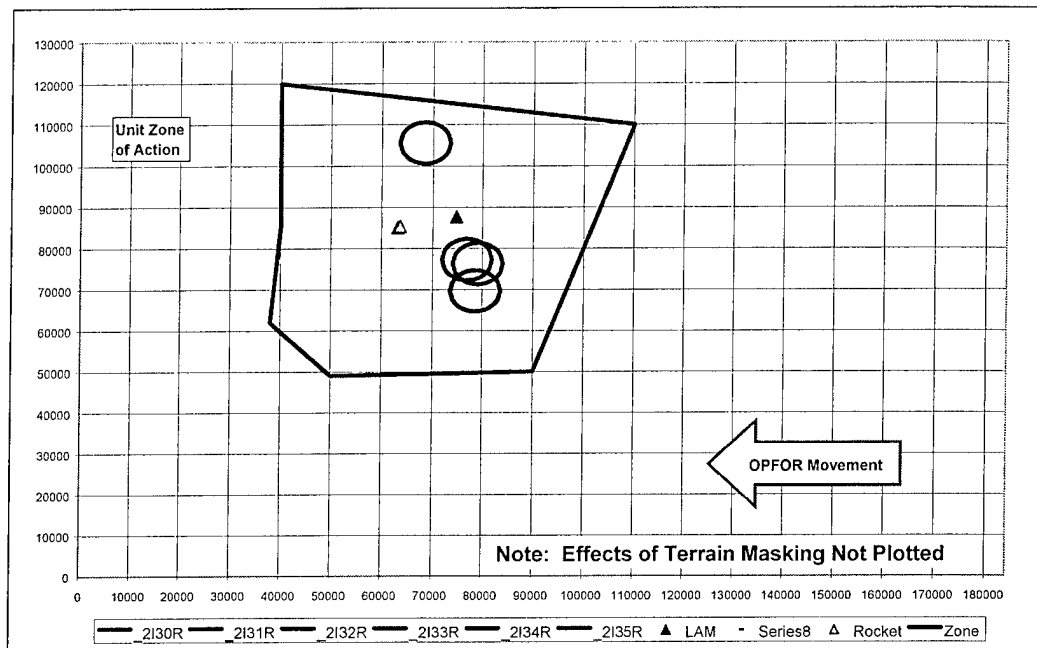 130000
120000
110000
100000
90000
80000
70000
60000
50000
40000
30000
20000
10000
0
Unit Zone
of Action
OPFOR Movement
Note: Effects of Terrain Masking Not Plotted
0 10000 20000 30000 40000 50000 60000 70000 80000 90000 100000 110000 120000 130000 140000 150000 160000 170000 180000
_2I30R _2I31R _2I32R _2I33R _2I34R _2I35R LAM Series8 Rocket Zone